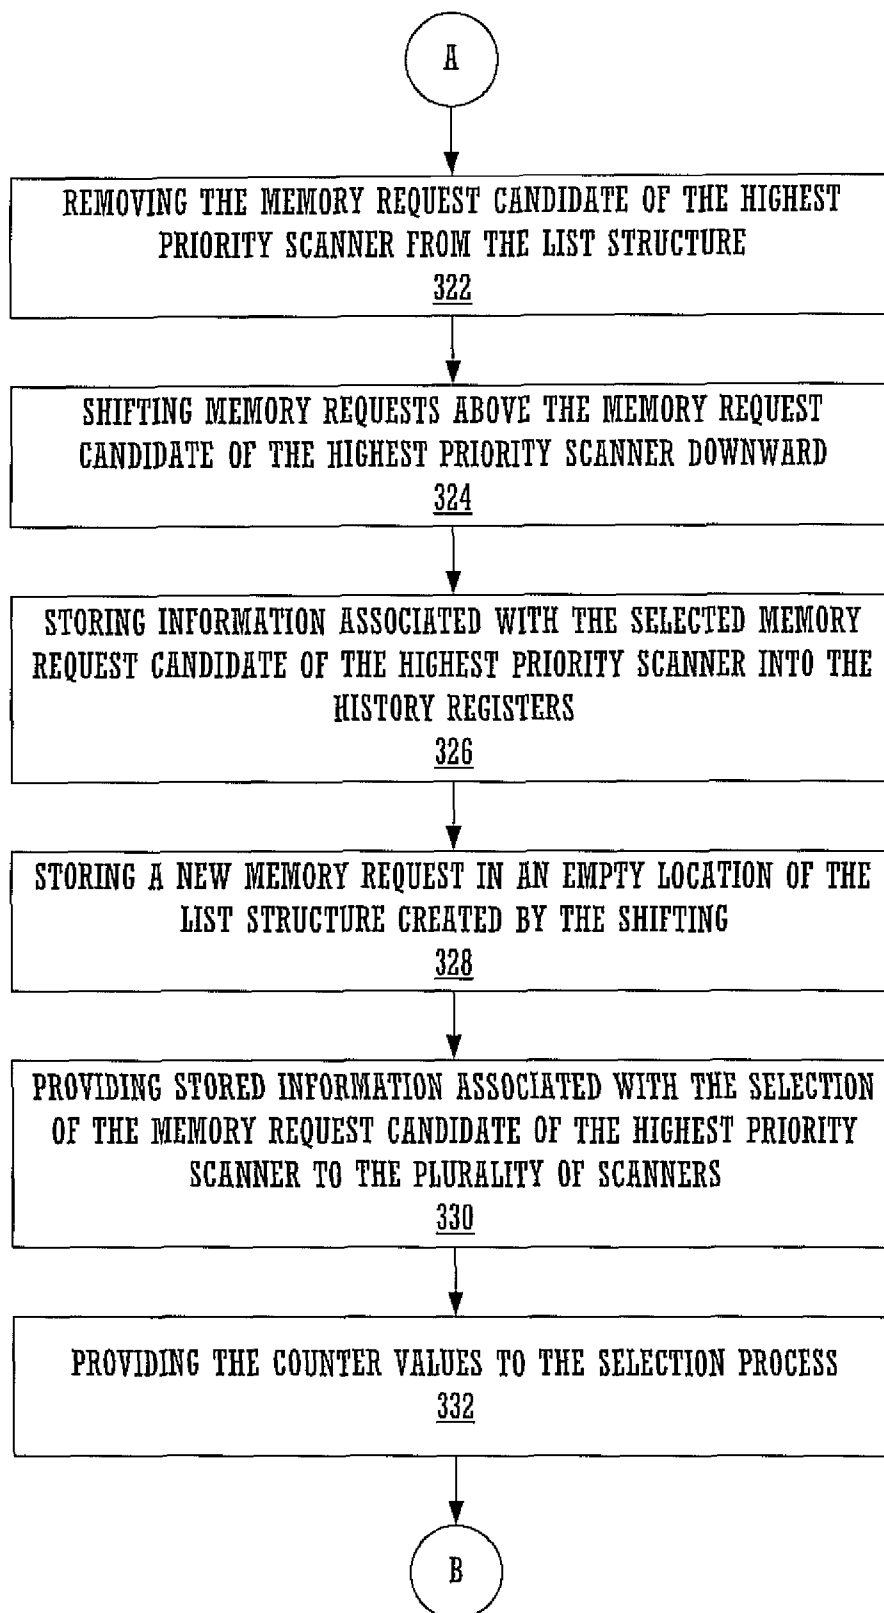 A
REMOVING THE MEMORY REQUEST CANDIDATE OF THE HIGHEST
PRIORITY SCANNER FROM THE LIST STRUCTURE
322
SHIFTING MEMORY REQUESTS ABOVE THE MEMORY REQUEST
CANDIDATE OF THE HIGHEST PRIORITY SCANNER DOWNWARD
324
STORING INFORMATION ASSOCIATED WITH THE SELECTED MEMORY
REQUEST CANDIDATE OF THE HIGHEST PRIORITY SCANNER INTO THE
HISTORY REGISTERS
326
STORING A NEW MEMORY REQUEST IN AN EMPTY LOCATION OF THE
LIST STRUCTURE CREATED BY THE SHIFTING
328
PROVIDING STORED INFORMATION ASSOCIATED WITH THE SELECTION
OF THE MEMORY REQUEST CANDIDATE OF THE HIGHEST PRIORITY
SCANNER TO THE PLURALITY OF SCANNERS
330
PROVIDING THE COUNTER VALUES TO THE SELECTION PROCESS
332
B